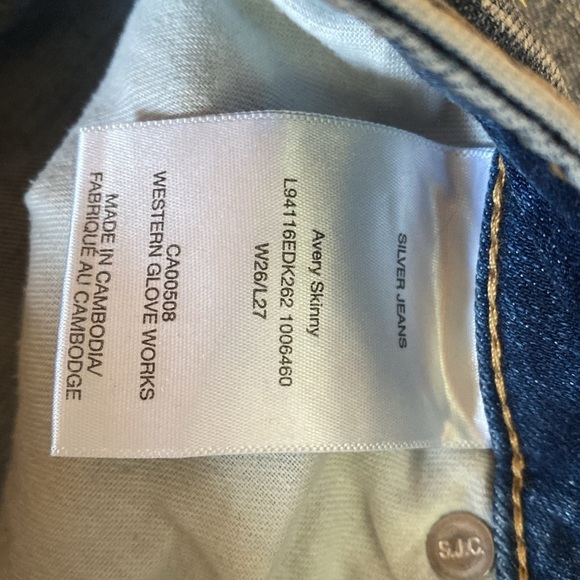 SILVER JEANS
Avery Skinny
L94116EDK262 1006460
W26/L27
CA00508
WESTERN GLOVE WORKS
MADE IN CAMBODIA/
FABRIQUÉ AU CAMBODGE
S.J.C.